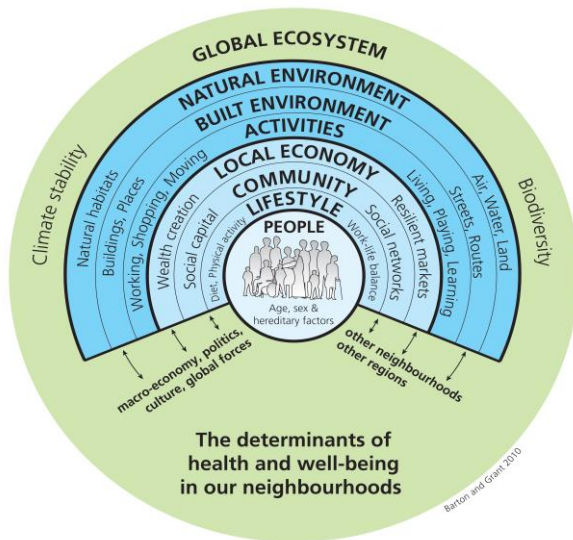 GLOBAL ECOSYSTEM
NATURAL ENVIRONMENT
BUILT ENVIRONMENT
ACTIVITIES
LOCAL ECONOMY
COMMUNITY
LIFESTYLE
PEOPLE
Age, sex &
hereditary factors
Climate stability
Natural habitats
Buildings, Places
Working, Shopping, Moving
Wealth creation
Social capital
Diet, Physical activity
Work-life balance
Social networks
Resilient markets
Living, Playing, Learning
Streets, Routes
Air, Water, Land
Biodiversity
macro-economy, politics,
culture, global forces
other neighbourhoods
other regions
The determinants of
health and well-being
in our neighbourhoods
Barton and Grant 2010